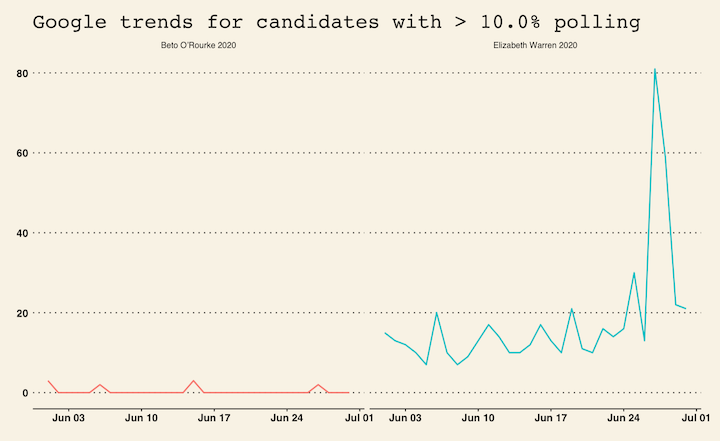 Google trends for candidates with > 10.0% polling
Beto O'Rourke 2020
Elizabeth Warren 2020
80
60
40
20
0
Jun 03 Jun 10 Jun 17 Jun 24 Jul 01 Jun 03 Jun 10 Jun 17 Jun 24 Jul 01